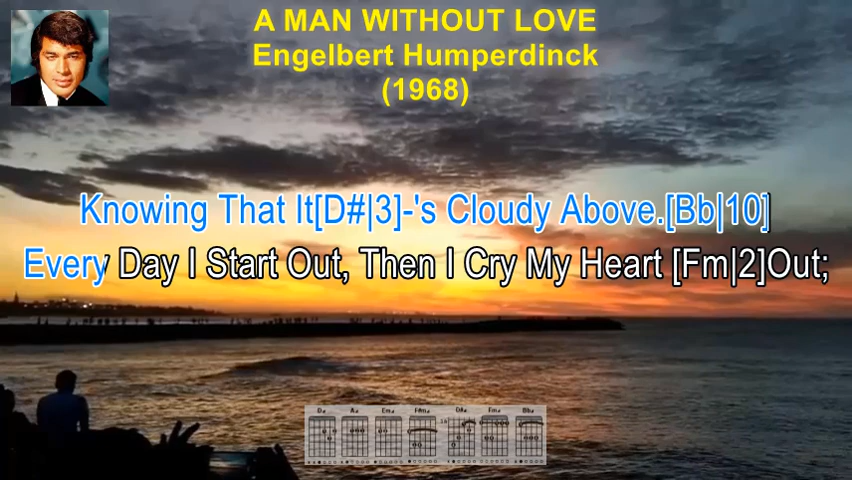 A MAN WITHOUT LOVE
Engelbert Humperdinck
(1968)
Knowing That It[D#|3]-'s Cloudy Above.[Bb|10]
Every Day I Start Out, Then I Cry My Heart [Fm|2]Out;